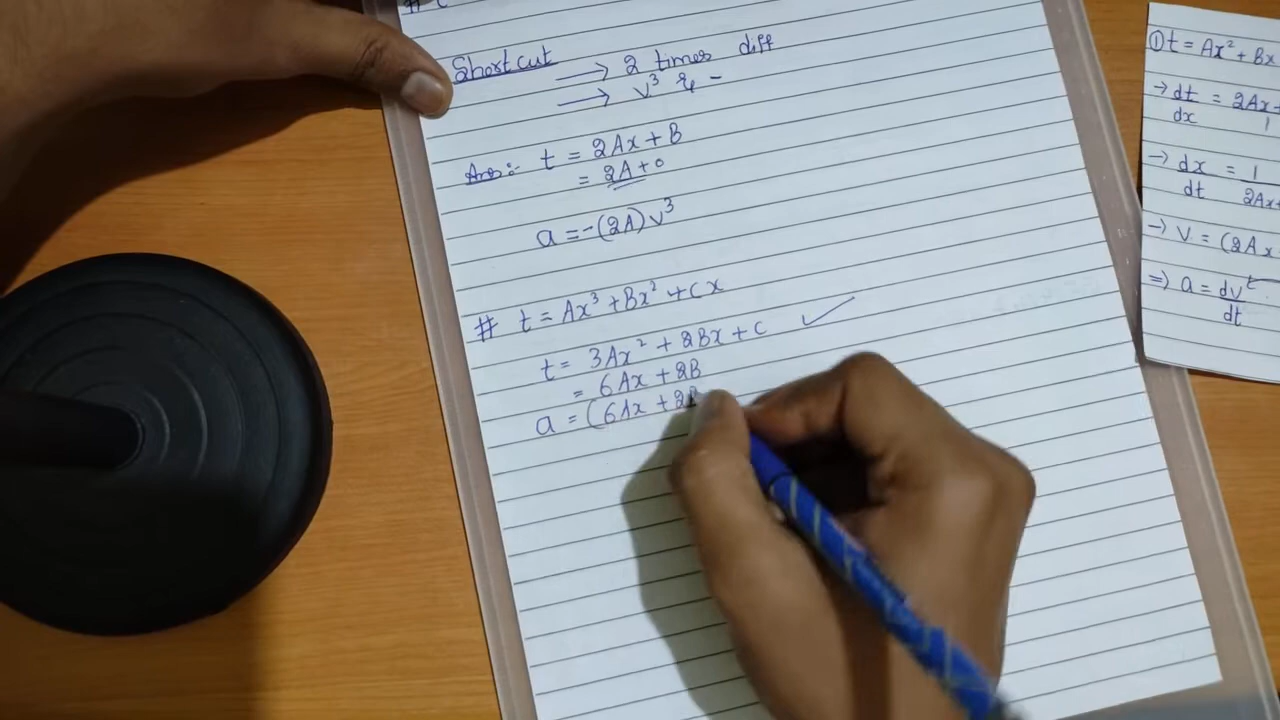 Shortcut → 2 times diff
→ v³ & -
Ans:- t = 2Ax + B
= 2A + 0
a = -(2A)v³
# t = Ax³ + Bx² + Cx
t = 3Ax² + 2Bx + C ✓
= 6Ax + 2B
a = (6Ax + 2B
① t = Ax² + Bx
→ dt/dx = 2Ax+ / 1
→ dx/dt = 1 / 2Ax+
→ v = (2Ax
⇒ a = dv/dt